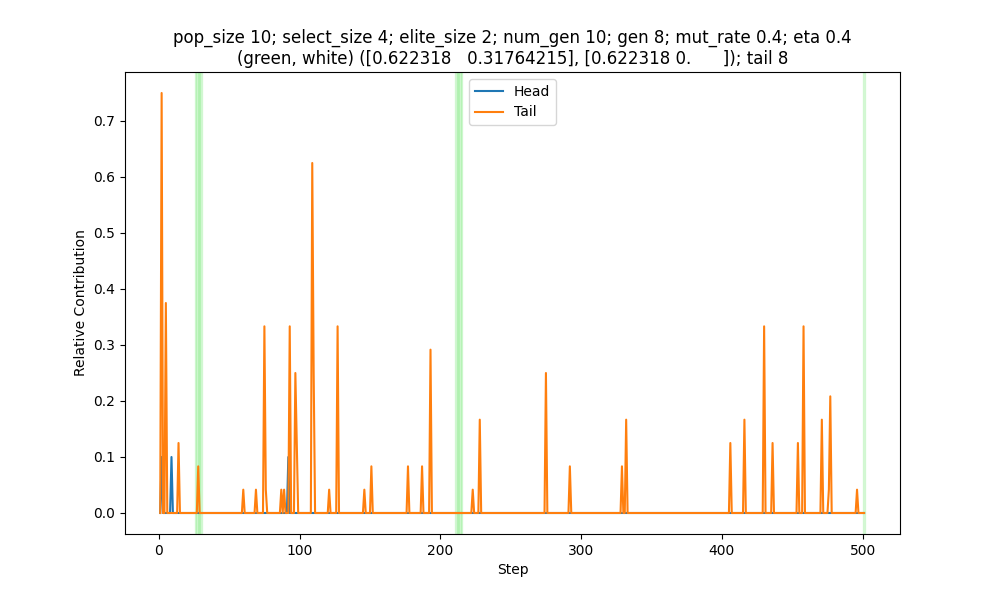 pop_size 10; select_size 4; elite_size 2; num_gen 10; gen 8; mut_rate 0.4; eta 0.4
(green, white) ([0.622318   0.31764215], [0.622318 0.      ]); tail 8
Head
Tail
Relative Contribution
0.7
0.6
0.5
0.4
0.3
0.2
0.1
0.0
0 100 200 300 400 500
Step